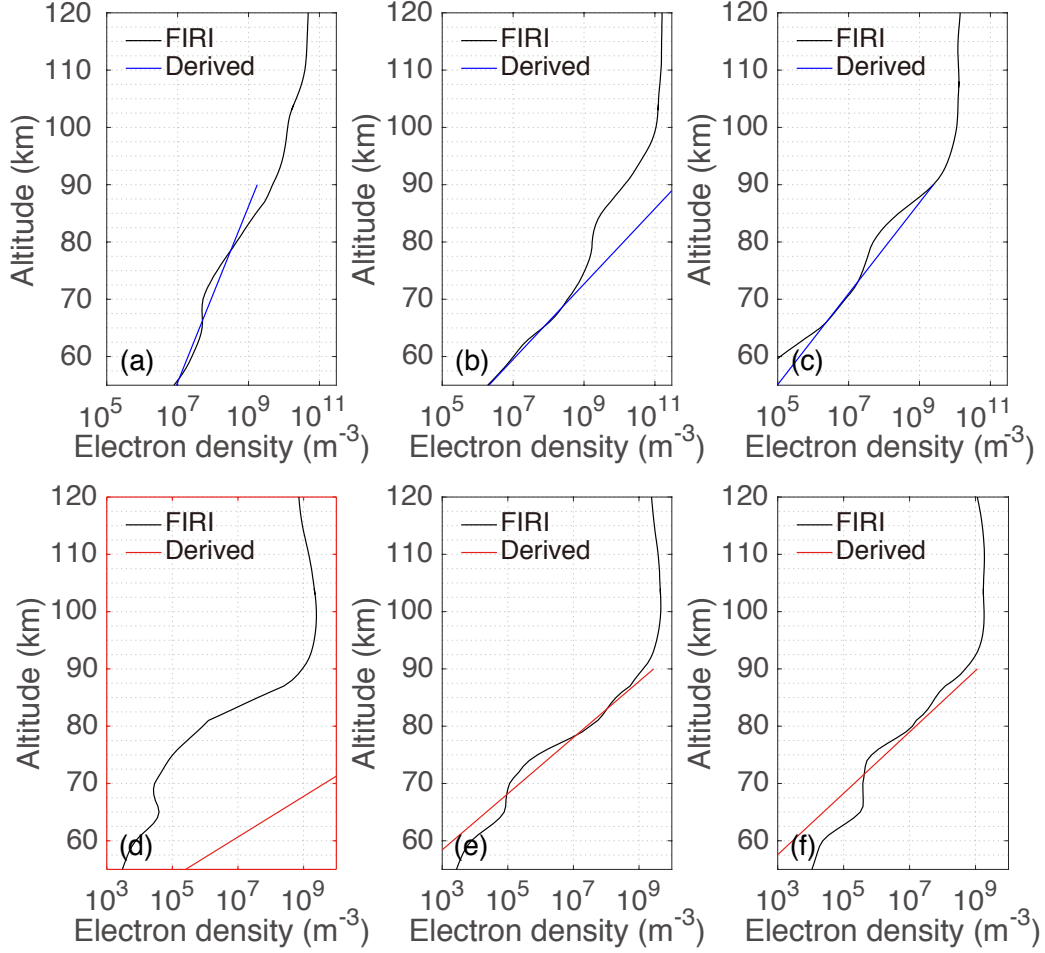 120
110
100
90
80
70
60
Altitude (km)
FIRI
Derived
(a)
10^5
10^7
10^9
10^11
Electron density (m^-3)
120
110
100
90
80
70
60
Altitude (km)
FIRI
Derived
(b)
10^5
10^7
10^9
10^11
Electron density (m^-3)
120
110
100
90
80
70
60
Altitude (km)
FIRI
Derived
(c)
10^5
10^7
10^9
10^11
Electron density (m^-3)
120
110
100
90
80
70
60
Altitude (km)
FIRI
Derived
(d)
10^3
10^5
10^7
10^9
Electron density (m^-3)
120
110
100
90
80
70
60
Altitude (km)
FIRI
Derived
(e)
10^3
10^5
10^7
10^9
Electron density (m^-3)
120
110
100
90
80
70
60
Altitude (km)
FIRI
Derived
(f)
10^3
10^5
10^7
10^9
Electron density (m^-3)